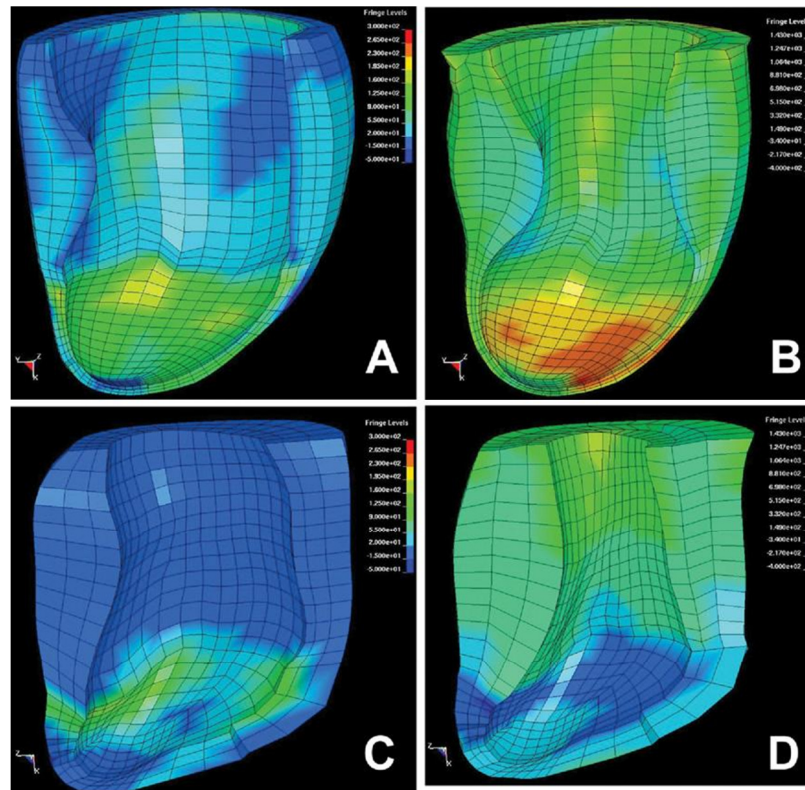 Fringe Levels
3.000e+02
2.650e+02
2.300e+02
1.950e+02
1.600e+02
1.250e+02
9.000e+01
5.500e+01
2.000e+01
-1.500e+01
-5.000e+01
A
Fringe Levels
1.430e+03
1.247e+03
1.064e+03
8.810e+02
6.980e+02
5.150e+02
3.320e+02
1.490e+02
-3.400e+01
-2.170e+02
-4.000e+02
B
Fringe Levels
3.000e+02
2.650e+02
2.300e+02
1.950e+02
1.600e+02
1.250e+02
9.000e+01
5.500e+01
2.000e+01
-1.500e+01
-5.000e+01
C
Fringe Levels
1.430e+03
1.247e+03
1.064e+03
8.810e+02
6.980e+02
5.150e+02
3.320e+02
1.490e+02
-3.400e+01
-2.170e+02
-4.000e+02
D